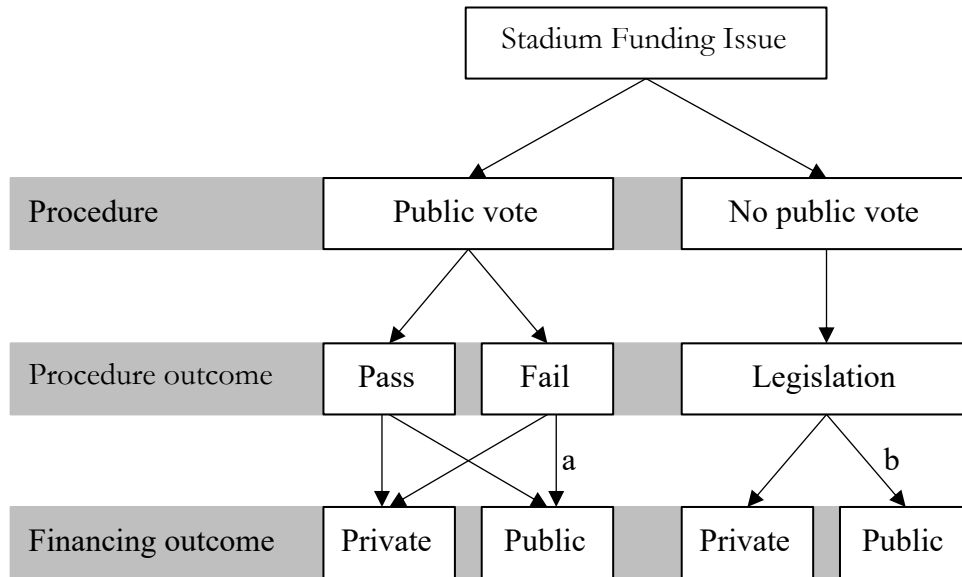 Stadium Funding Issue
Procedure
Public vote
No public vote
Procedure outcome
Pass
Fail
Legislation
a
b
Financing outcome
Private
Public
Private
Public